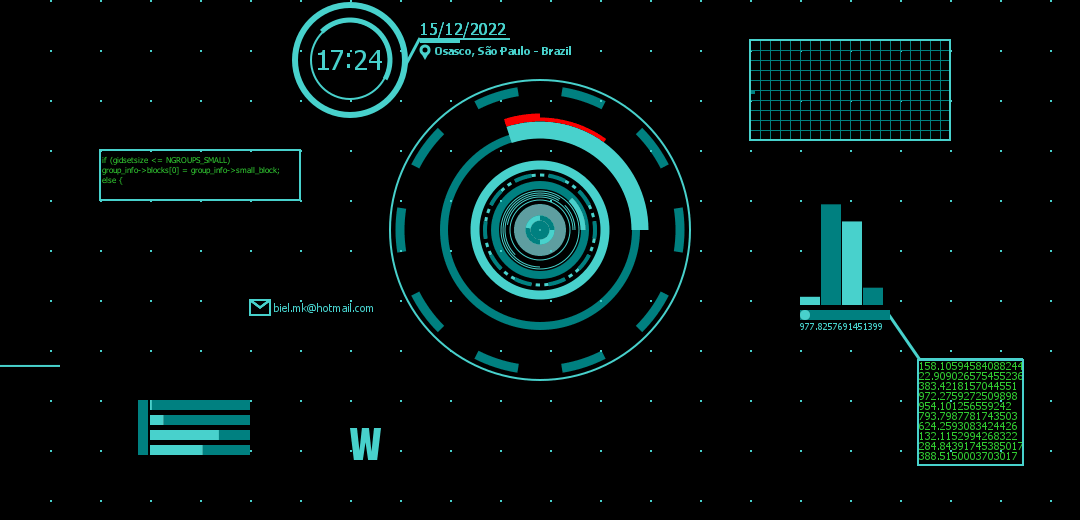 15/12/2022
17:24
Osasco, São Paulo - Brazil
if (gidsetsize <= NGROUPS_SMALL)
group_info->blocks[0] = group_info->small_block;
else {
biel.mk@hotmail.com
977.8257691451399
158.10594584088244
22.909026575455236
383.4218157044551
972.2759272509898
954.101256559242
793.7987781743503
624.2593083424426
132.1152994268322
284.84391745385017
388.5150003703017
W